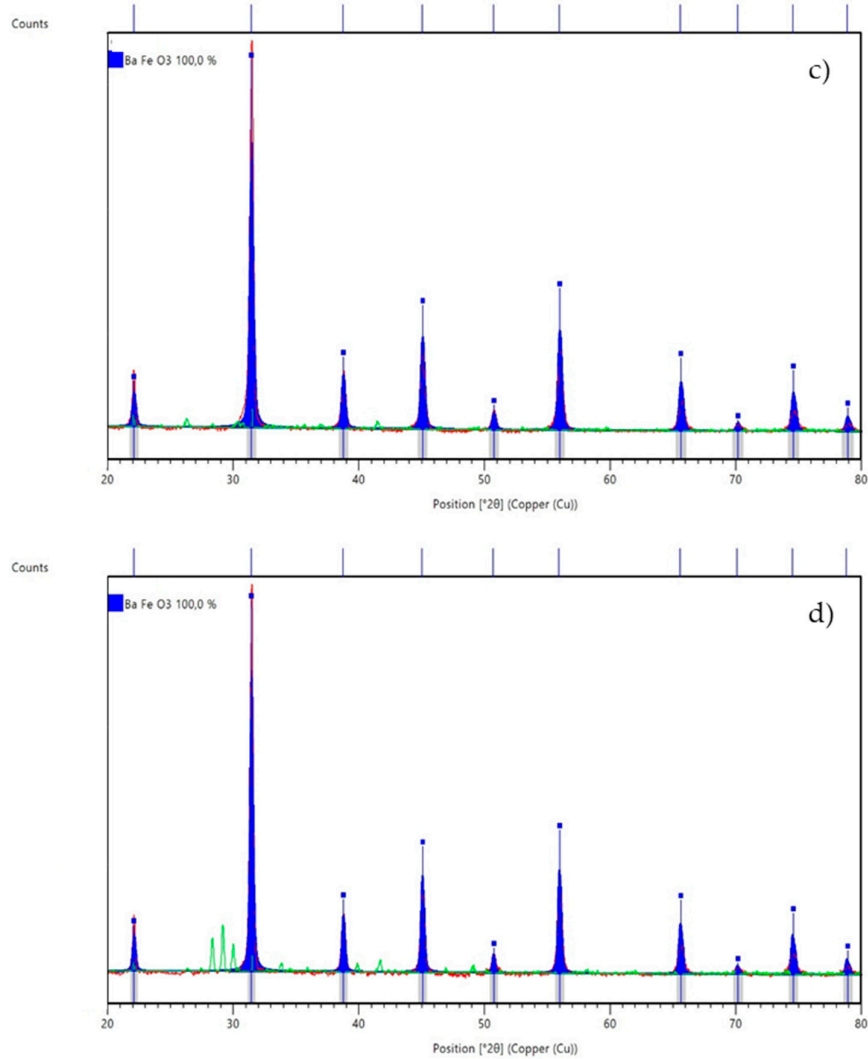 Counts
Ba Fe O3 100,0 %
c)
20 30 40 50 60 70 80
Position [°2θ] (Copper (Cu))
Counts
Ba Fe O3 100,0 %
d)
20 30 40 50 60 70 80
Position [°2θ] (Copper (Cu))